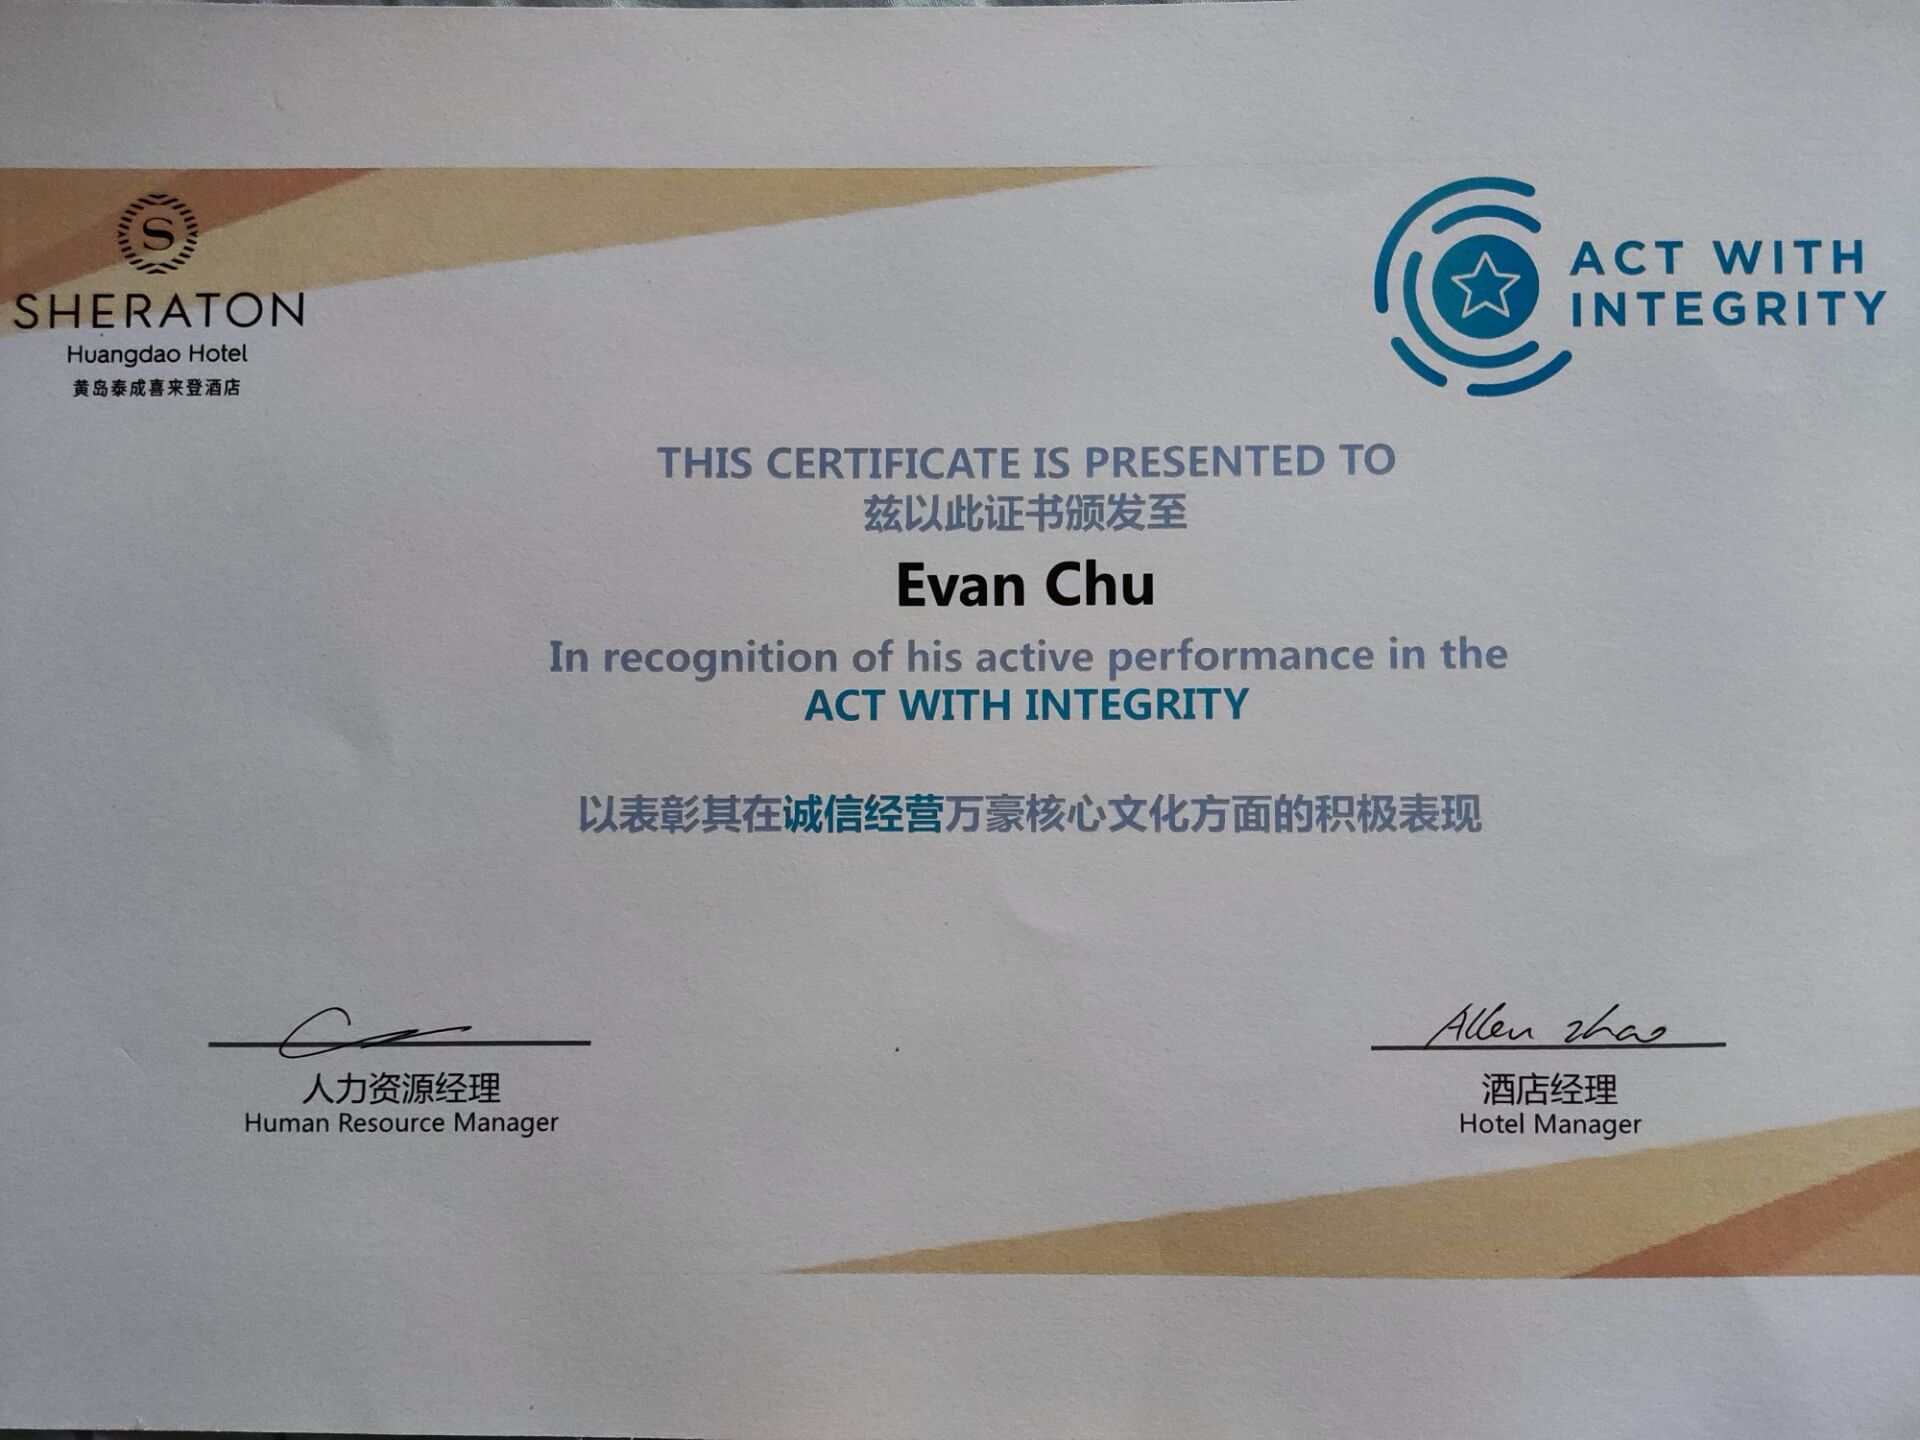 S
SHERATON
Huangdao Hotel
黄岛泰成喜来登酒店
ACT WITH
INTEGRITY
THIS CERTIFICATE IS PRESENTED TO
兹以此证书颁发至
Evan Chu
In recognition of his active performance in the
ACT WITH INTEGRITY
以表彰其在诚信经营万豪核心文化方面的积极表现
人力资源经理
Human Resource Manager
Allen zhao
酒店经理
Hotel Manager